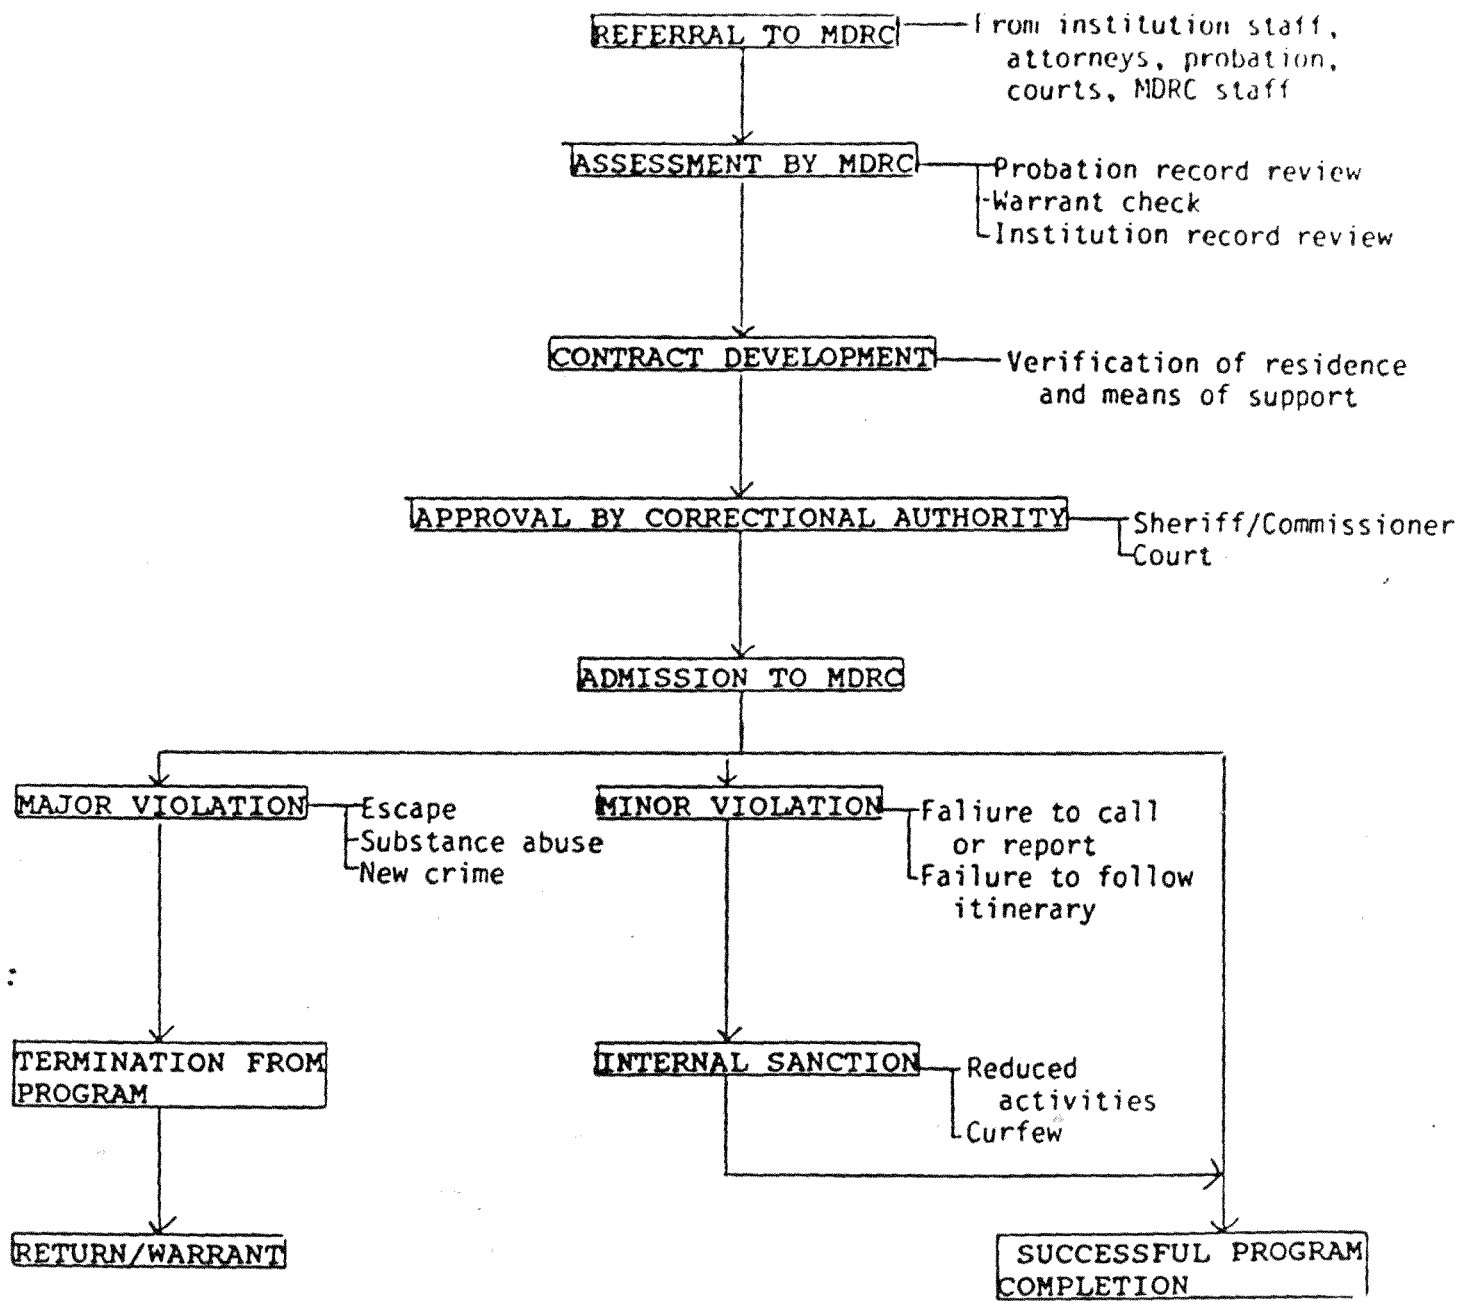 REFERRAL TO MDRC
From institution staff,
attorneys, probation,
courts, MDRC staff
ASSESSMENT BY MDRC
Probation record review
Warrant check
Institution record review
CONTRACT DEVELOPMENT
Verification of residence
and means of support
APPROVAL BY CORRECTIONAL AUTHORITY
Sheriff/Commissioner
Court
ADMISSION TO MDRC
MAJOR VIOLATION
Escape
Substance abuse
New crime
MINOR VIOLATION
Faliure to call
or report
Failure to follow
itinerary
TERMINATION FROM
PROGRAM
INTERNAL SANCTION
Reduced
activities
Curfew
RETURN/WARRANT
SUCCESSFUL PROGRAM
COMPLETION